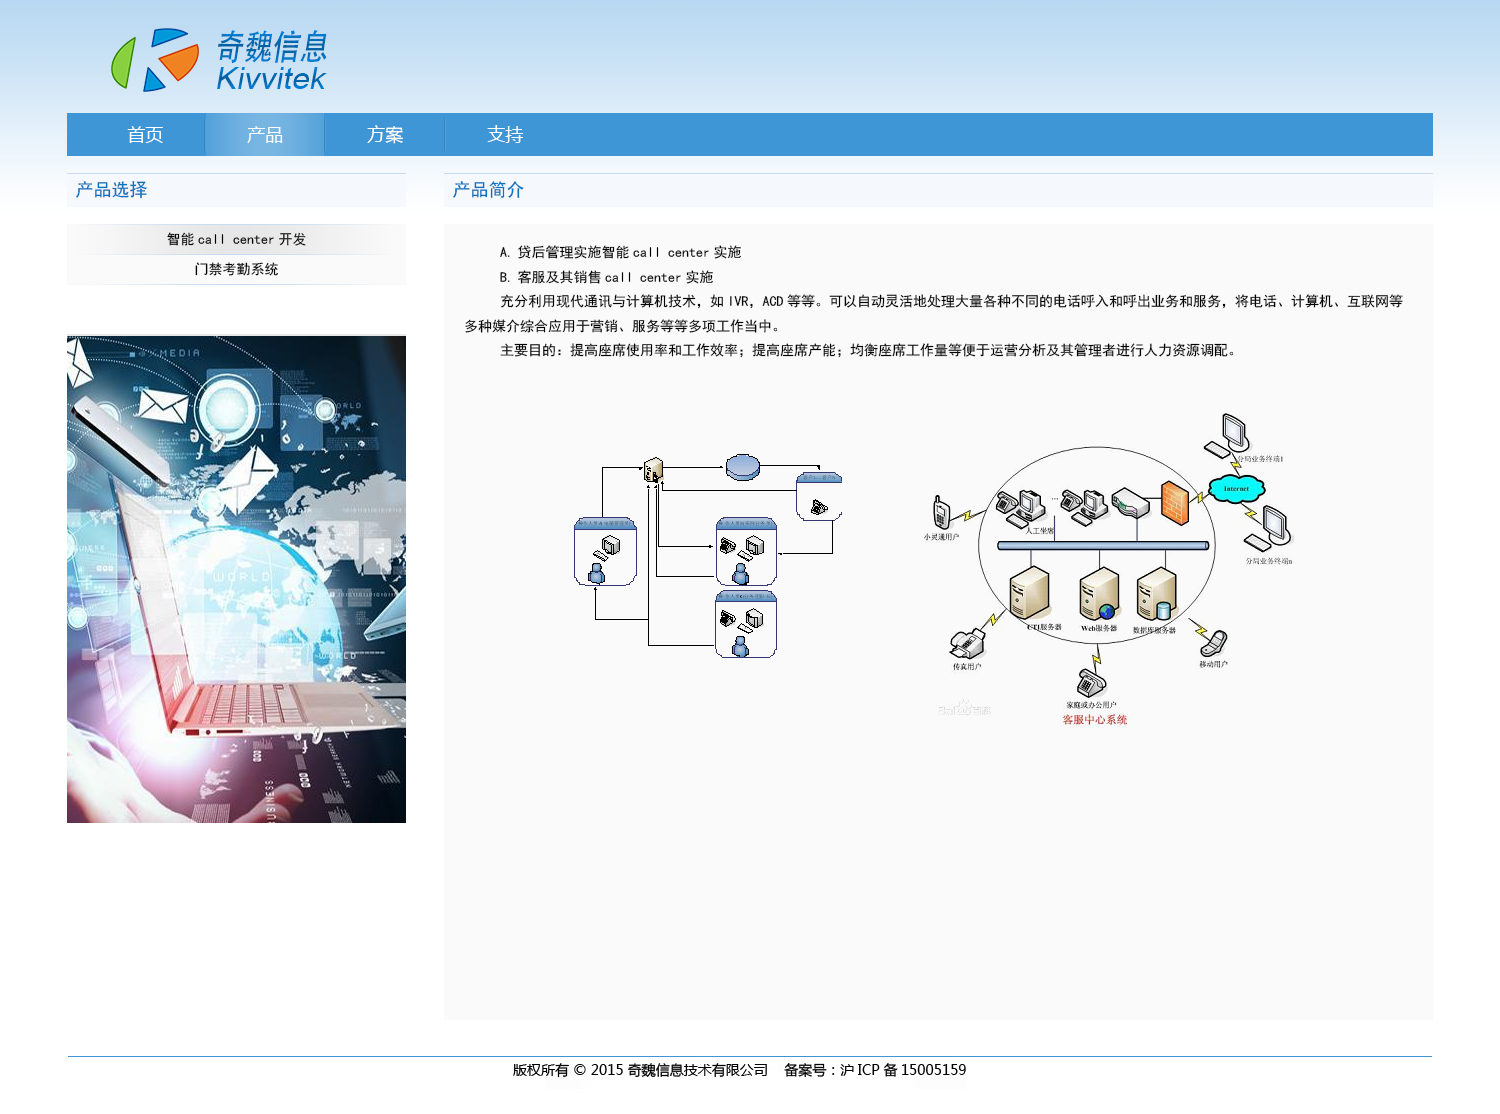 奇魏信息
Kivvitek
首页 产品 方案 支持
产品选择
智能 call center 开发
门禁考勤系统
MEDIA
WORLD
WORLD
WORLD
BUSINESS
产品简介
A. 贷后管理实施智能 call center 实施
B. 客服及其销售 call center 实施
充分利用现代通讯与计算机技术，如 IVR，ACD 等等。可以自动灵活地处理大量各种不同的电话呼入和呼出业务和服务，将电话、计算机、互联网等
多种媒介综合应用于营销、服务等等多项工作当中。
主要目的：提高座席使用率和工作效率；提高座席产能；均衡座席工作量等便于运营分析及其管理者进行人力资源调配。
分局业务终端1
Internet
...
人工坐席
小灵通用户
分局业务终端n
CTI服务器
Web服务器
数据库服务器
传真用户
移动用户
家庭或办公用户
客服中心系统
Bai 百科
版权所有 © 2015 奇魏信息技术有限公司 备案号：沪 ICP 备 15005159